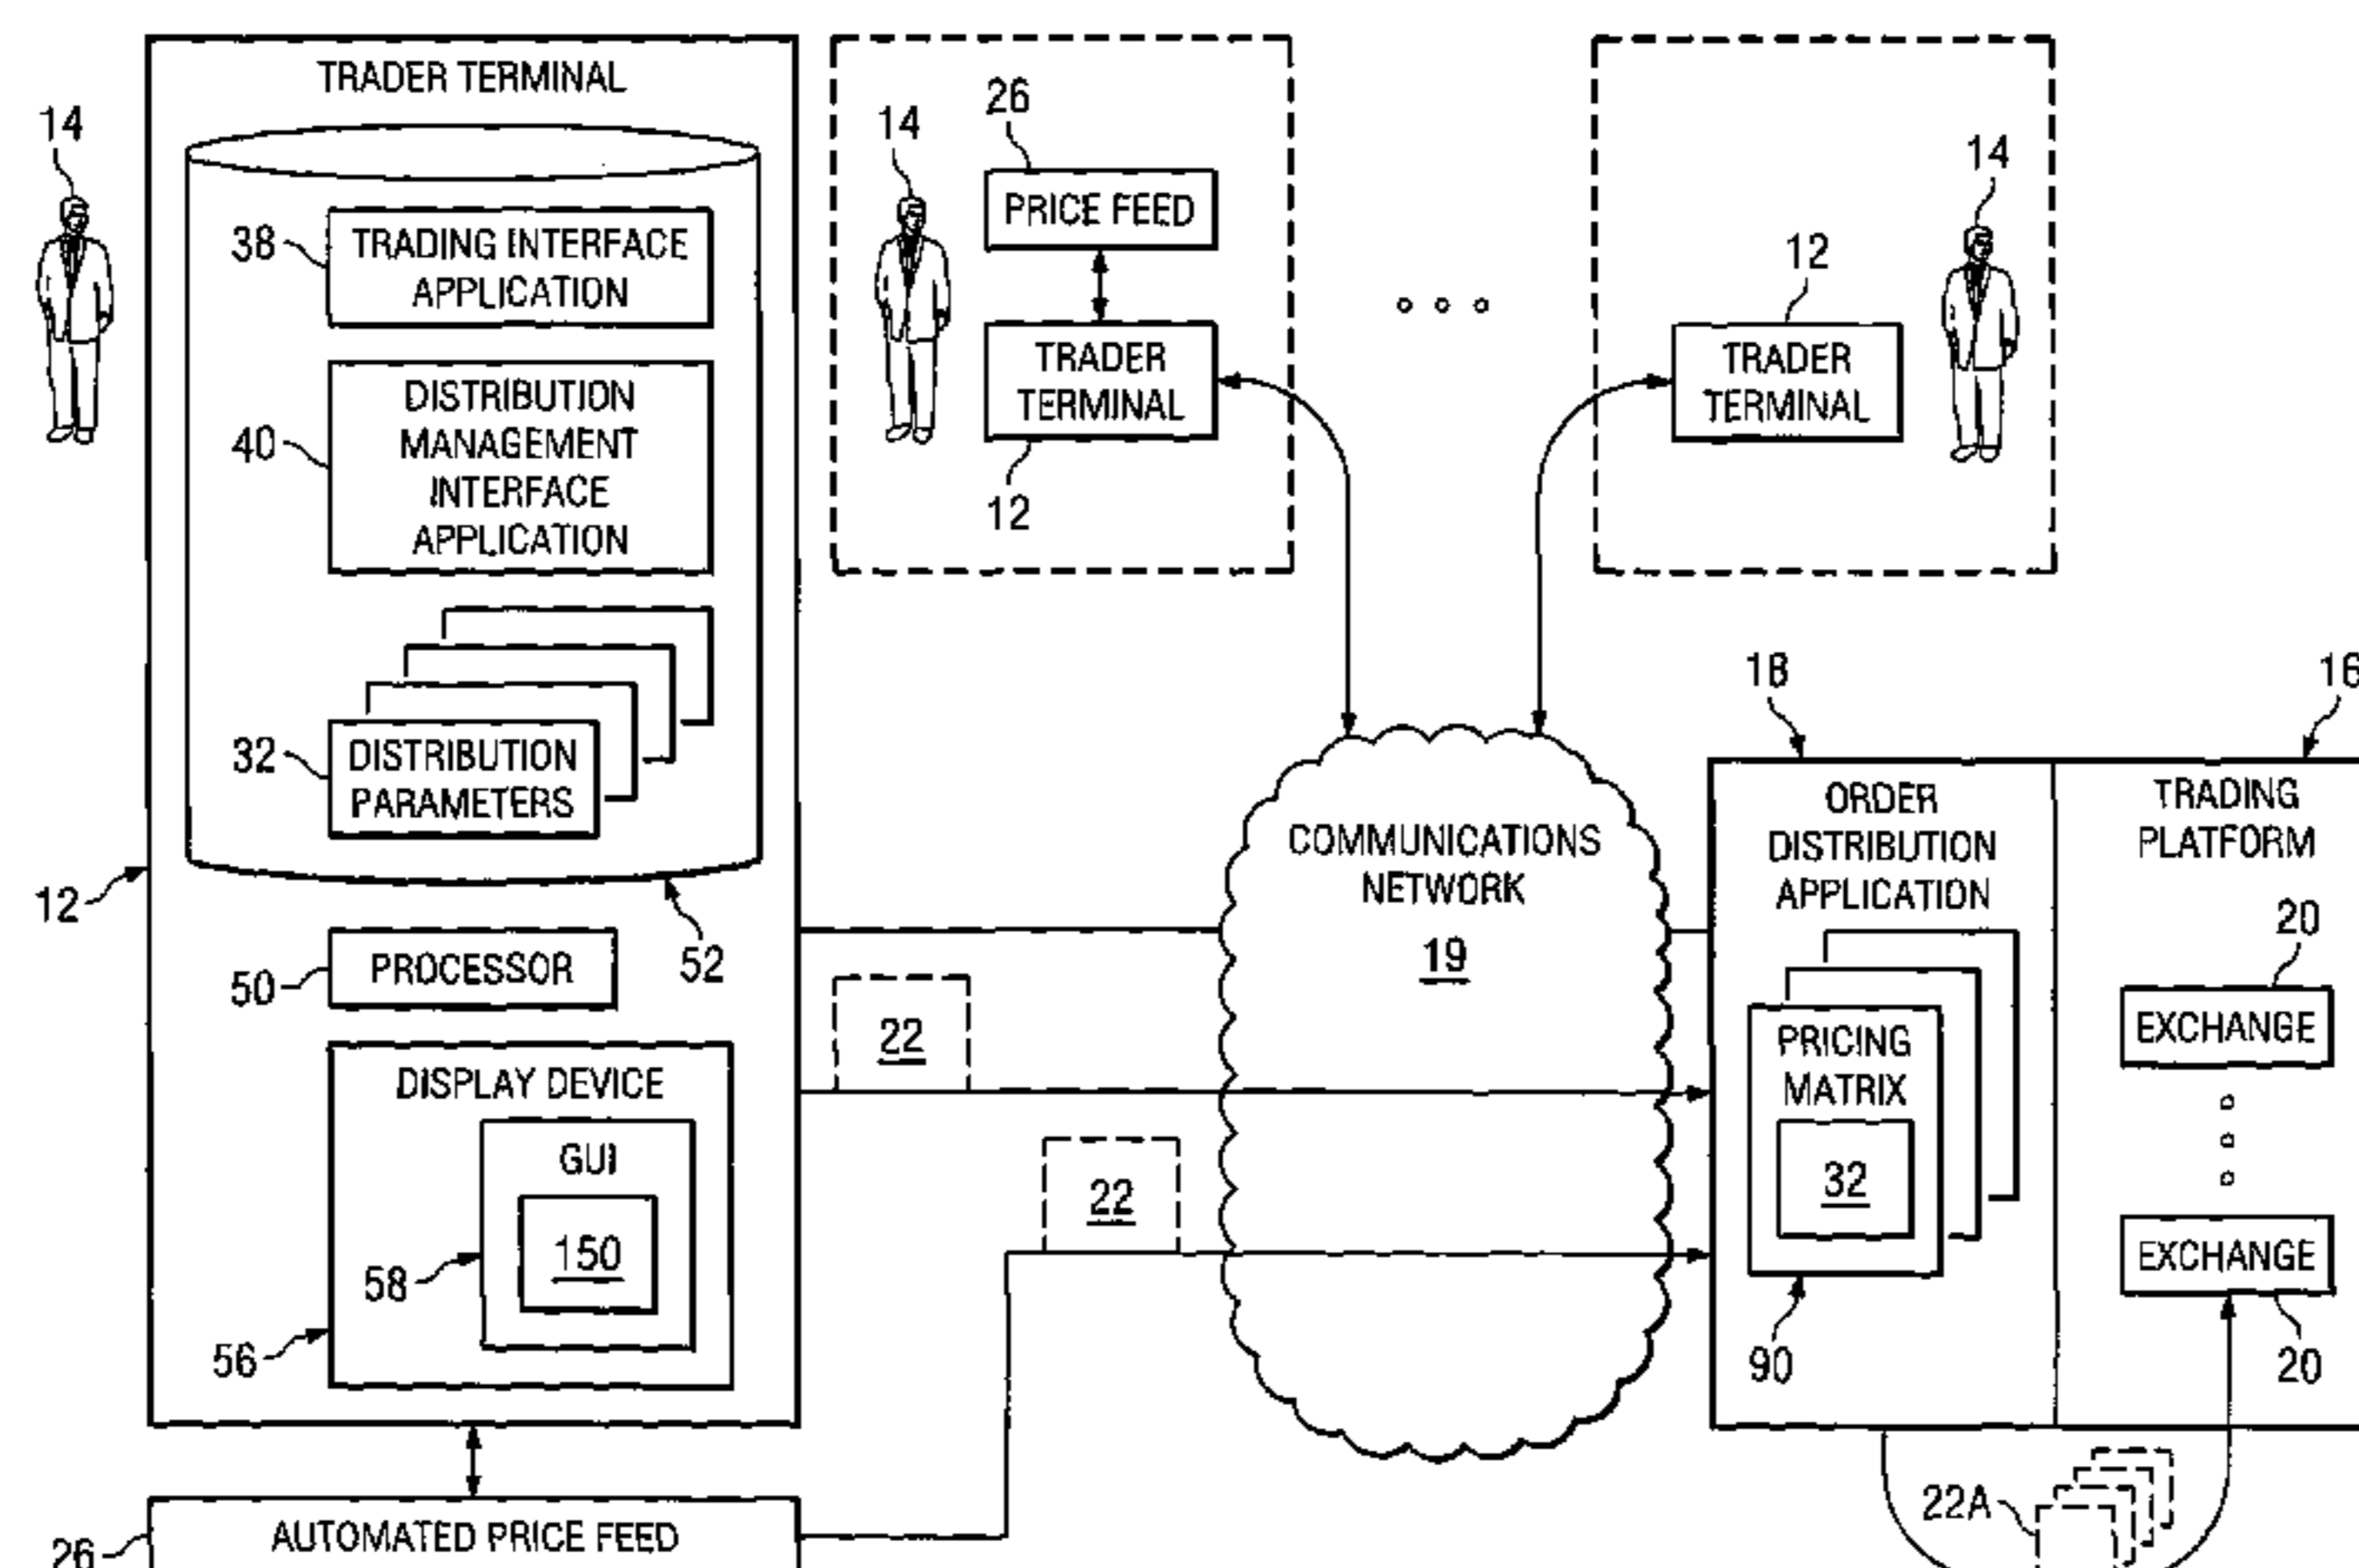 TRADER TERMINAL
14
38
TRADING INTERFACE
APPLICATION
40
DISTRIBUTION
MANAGEMENT
INTERFACE
APPLICATION
32
DISTRIBUTION
PARAMETERS
12
52
50
PROCESSOR
DISPLAY DEVICE
GUI
150
58
56
26
AUTOMATED PRICE FEED
14
26
PRICE FEED
TRADER
TERMINAL
12
14
12
TRADER
TERMINAL
COMMUNICATIONS
NETWORK
19
22
22
18
16
ORDER
DISTRIBUTION
APPLICATION
PRICING
MATRIX
32
90
TRADING
PLATFORM
20
EXCHANGE
EXCHANGE
20
22A